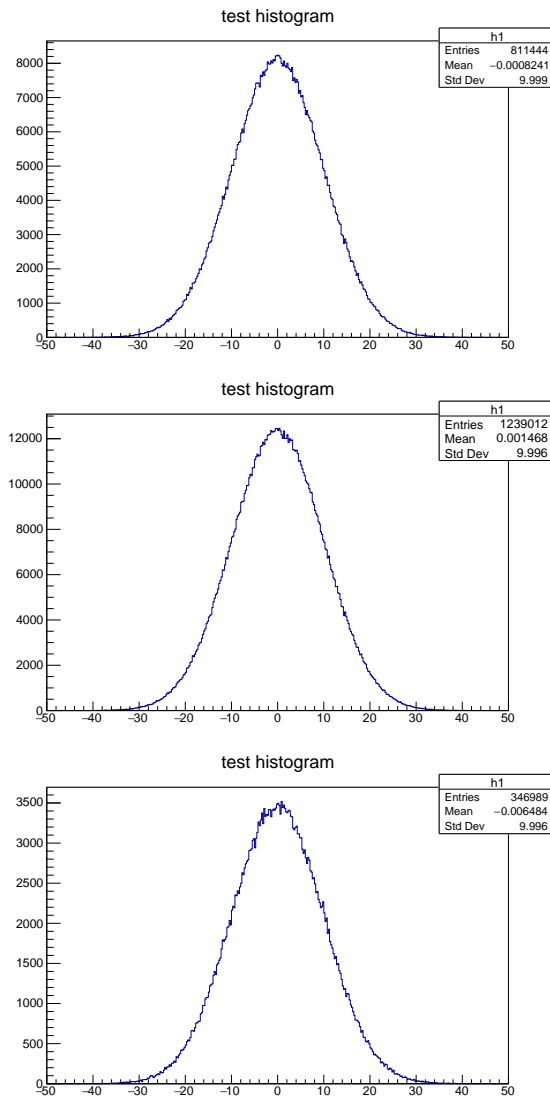 test histogram
h1
Entries 811444
Mean −0.0008241
Std Dev 9.999
8000
7000
6000
5000
4000
3000
2000
1000
0
−50 −40 −30 −20 −10 0 10 20 30 40 50
test histogram
h1
Entries 1239012
Mean 0.001468
Std Dev 9.996
12000
10000
8000
6000
4000
2000
0
−50 −40 −30 −20 −10 0 10 20 30 40 50
test histogram
h1
Entries 346989
Mean −0.006484
Std Dev 9.996
3500
3000
2500
2000
1500
1000
500
0
−50 −40 −30 −20 −10 0 10 20 30 40 50